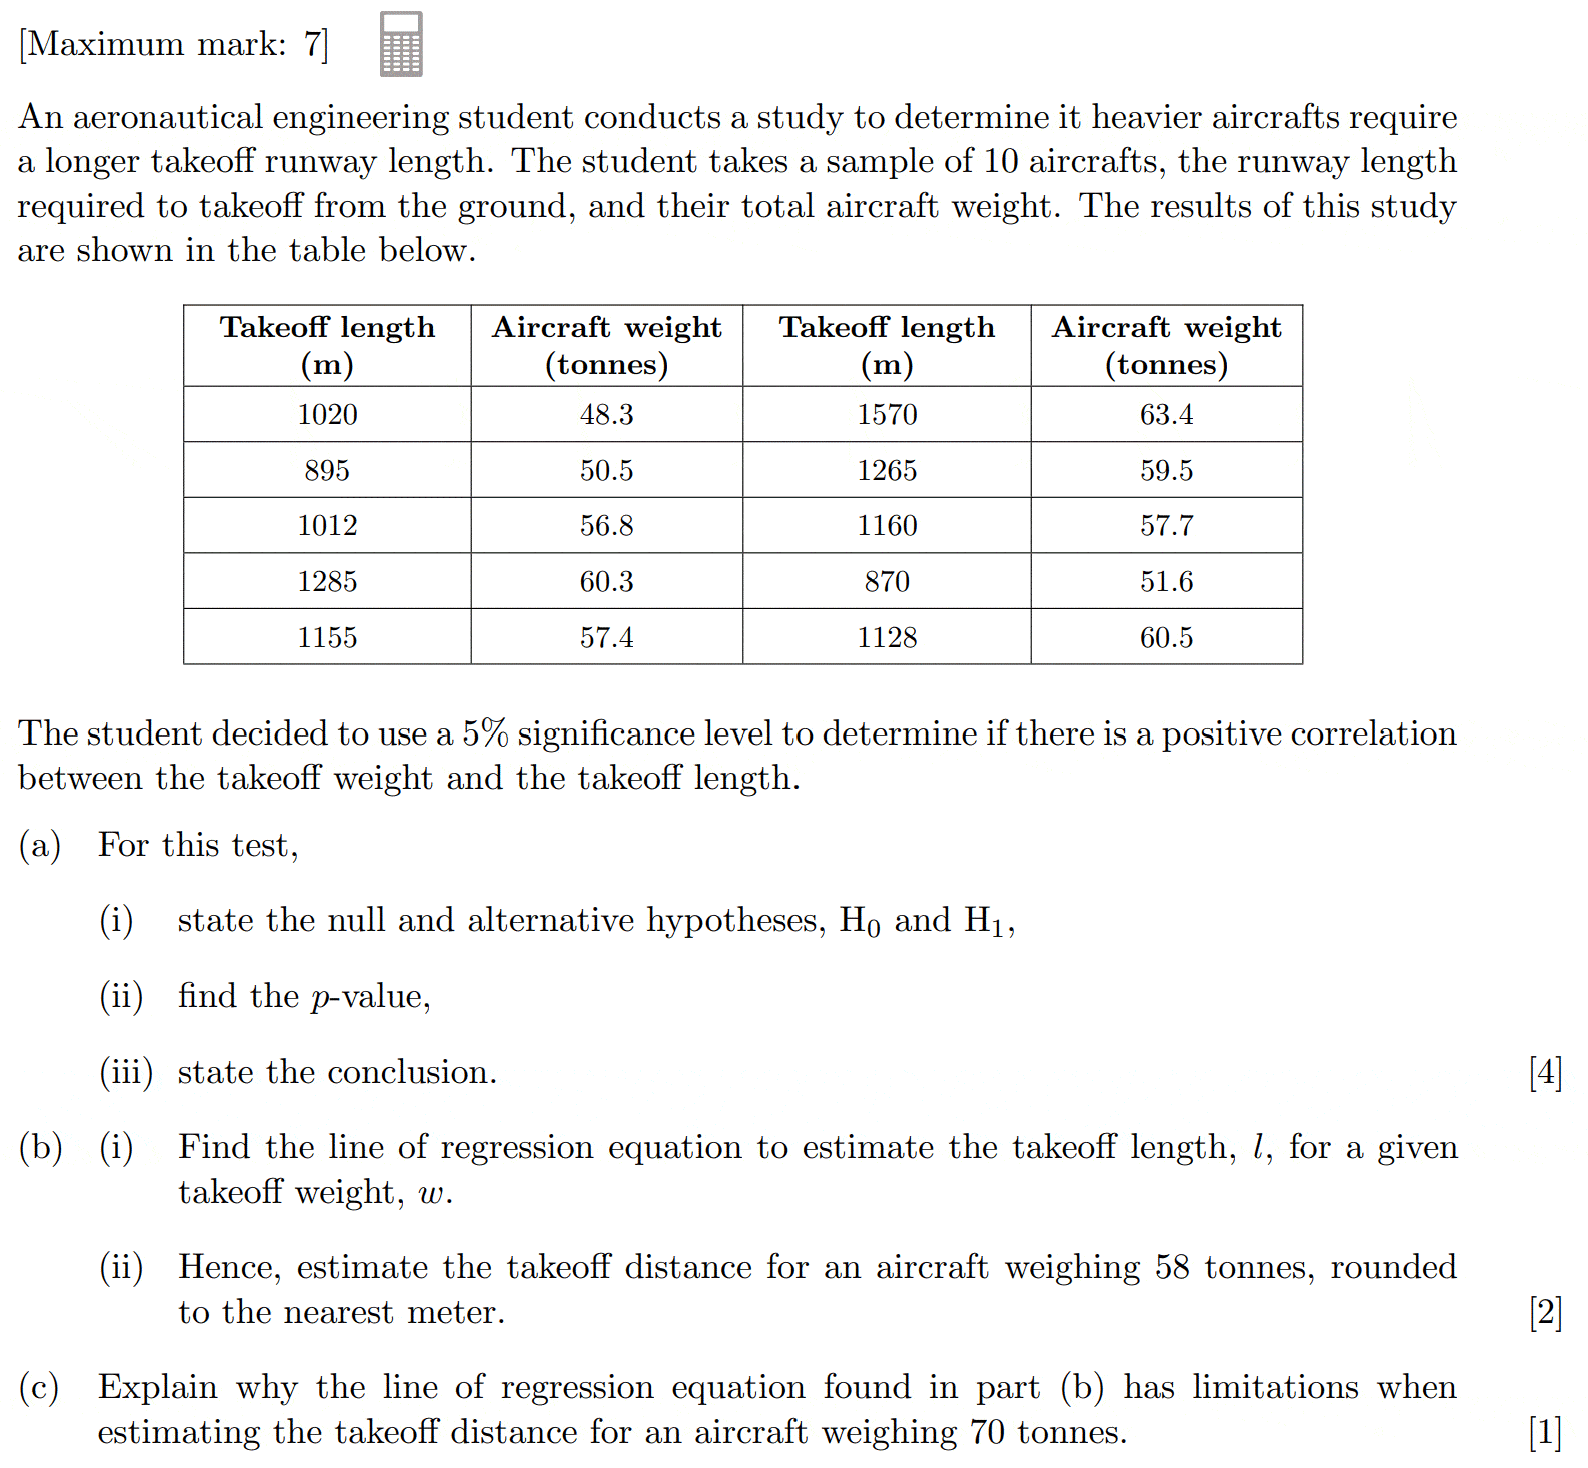 [Maximum mark: 7]
An aeronautical engineering student conducts a study to determine it heavier aircrafts require
a longer takeoff runway length. The student takes a sample of 10 aircrafts, the runway length
required to takeoff from the ground, and their total aircraft weight. The results of this study
are shown in the table below.
Takeoff length (m) Aircraft weight (tonnes) Takeoff length (m) Aircraft weight (tonnes)
1020 48.3 1570 63.4
895 50.5 1265 59.5
1012 56.8 1160 57.7
1285 60.3 870 51.6
1155 57.4 1128 60.5
The student decided to use a 5% significance level to determine if there is a positive correlation
between the takeoff weight and the takeoff length.
(a) For this test,
(i) state the null and alternative hypotheses, H₀ and H₁,
(ii) find the p-value,
(iii) state the conclusion. [4]
(b) (i) Find the line of regression equation to estimate the takeoff length, l, for a given
takeoff weight, w.
(ii) Hence, estimate the takeoff distance for an aircraft weighing 58 tonnes, rounded
to the nearest meter. [2]
(c) Explain why the line of regression equation found in part (b) has limitations when
estimating the takeoff distance for an aircraft weighing 70 tonnes. [1]